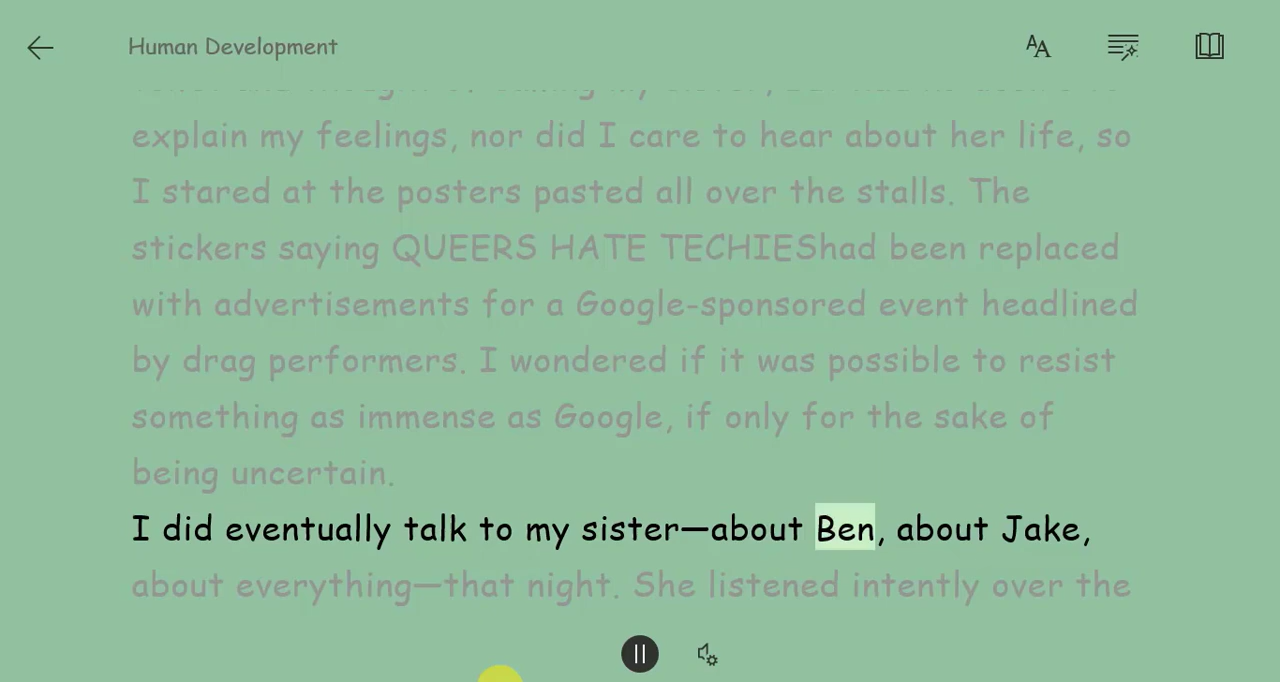 Human Development
explain my feelings, nor did I care to hear about her life, so
I stared at the posters pasted all over the stalls. The
stickers saying QUEERS HATE TECHIEShad been replaced
with advertisements for a Google-sponsored event headlined
by drag performers. I wondered if it was possible to resist
something as immense as Google, if only for the sake of
being uncertain.
I did eventually talk to my sister—about Ben, about Jake,
about everything—that night. She listened intently over the